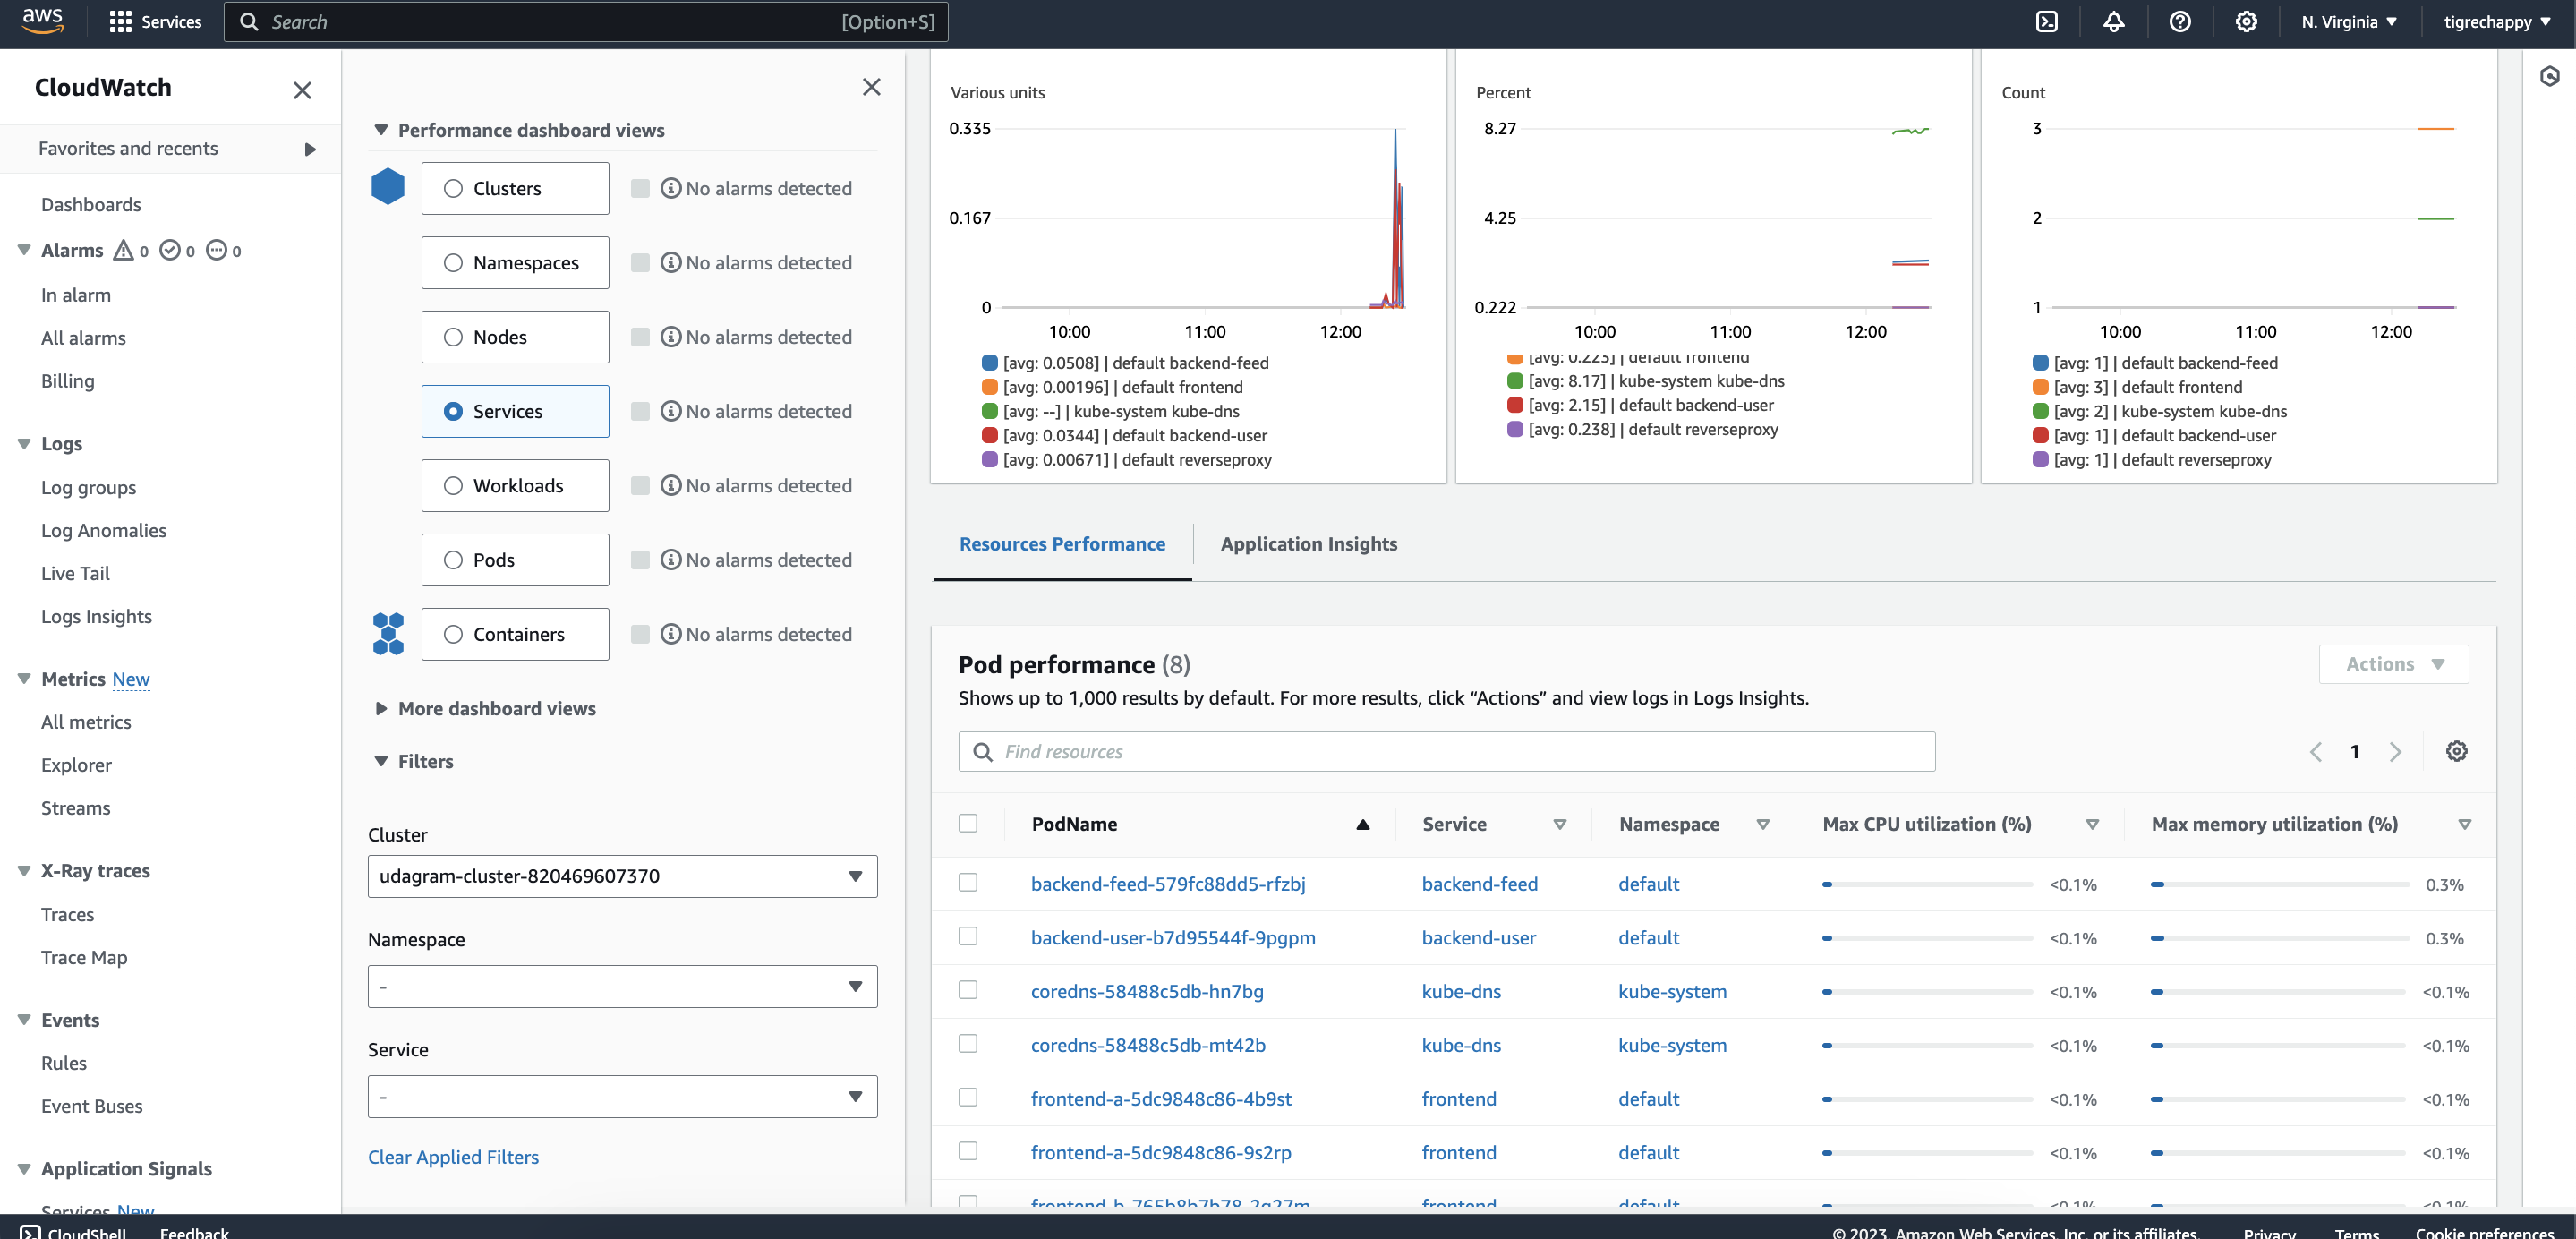 aws
Services
Search
[Option+S]
N. Virginia
tigrechappy
CloudWatch
Favorites and recents
Dashboards
Alarms 0 0 0
In alarm
All alarms
Billing
Logs
Log groups
Log Anomalies
Live Tail
Logs Insights
Metrics New
All metrics
Explorer
Streams
X-Ray traces
Traces
Trace Map
Events
Rules
Event Buses
Application Signals
Services New
Performance dashboard views
Clusters No alarms detected
Namespaces No alarms detected
Nodes No alarms detected
Services No alarms detected
Workloads No alarms detected
Pods No alarms detected
Containers No alarms detected
More dashboard views
Filters
Cluster
udagram-cluster-820469607370
Namespace
-
Service
-
Clear Applied Filters
Various units
0.335
0.167
0
10:00 11:00 12:00
[avg: 0.0508] | default backend-feed
[avg: 0.00196] | default frontend
[avg: --] | kube-system kube-dns
[avg: 0.0344] | default backend-user
[avg: 0.00671] | default reverseproxy
Percent
8.27
4.25
0.222
10:00 11:00 12:00
[avg: 0.223] | default frontend
[avg: 8.17] | kube-system kube-dns
[avg: 2.15] | default backend-user
[avg: 0.238] | default reverseproxy
Count
3
2
1
10:00 11:00 12:00
[avg: 1] | default backend-feed
[avg: 3] | default frontend
[avg: 2] | kube-system kube-dns
[avg: 1] | default backend-user
[avg: 1] | default reverseproxy
Resources Performance
Application Insights
Pod performance (8)
Actions
Shows up to 1,000 results by default. For more results, click “Actions” and view logs in Logs Insights.
Find resources
1
PodName Service Namespace Max CPU utilization (%) Max memory utilization (%)
backend-feed-579fc88dd5-rfzbj backend-feed default <0.1% 0.3%
backend-user-b7d95544f-9pgpm backend-user default <0.1% 0.3%
coredns-58488c5db-hn7bg kube-dns kube-system <0.1% <0.1%
coredns-58488c5db-mt42b kube-dns kube-system <0.1% <0.1%
frontend-a-5dc9848c86-4b9st frontend default <0.1% <0.1%
frontend-a-5dc9848c86-9s2rp frontend default <0.1% <0.1%
frontend default <0.1% <0.1%
CloudShell
Feedback
© 2023, Amazon Web Services, Inc. or its affiliates.
Privacy
Terms
Cookie preferences